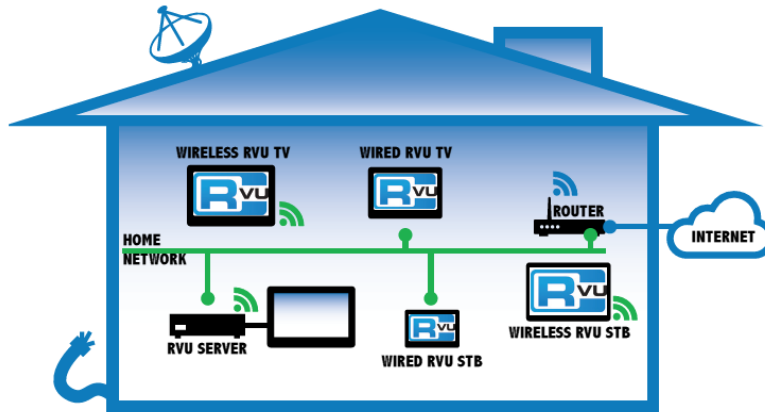 WIRELESS RVU TV
WIRED RVU TV
RVU
RVU
ROUTER
INTERNET
HOME
NETWORK
RVU
RVU
RVU SERVER
WIRED RVU STB
WIRELESS RVU STB